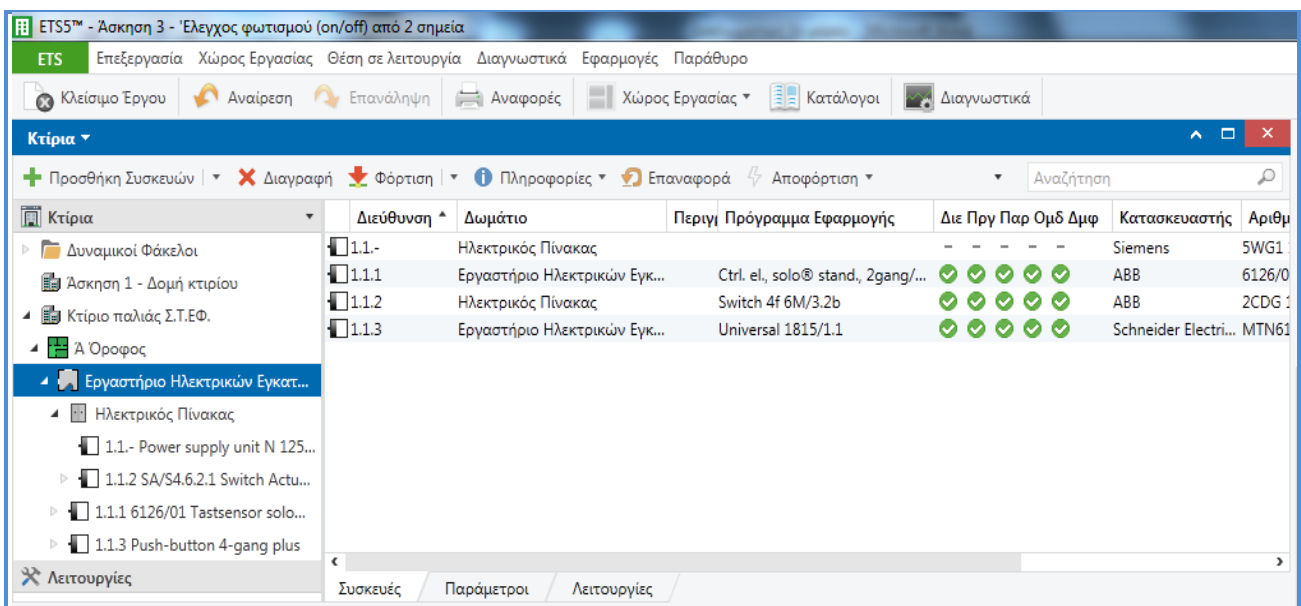 ETS5™ - Άσκηση 3 - 'Ελεγχος φωτισμού (on/off) από 2 σημεία
ETS Επεξεργασία Χώρος Εργασίας Θέση σε λειτουργία Διαγνωστικά Εφαρμογές Παράθυρο
Κλείσιμο Έργου Αναίρεση Επανάληψη Αναφορές Χώρος Εργασίας Κατάλογοι Διαγνωστικά
Κτίρια
Προσθήκη Συσκευών Διαγραφή Φόρτιση Πληροφορίες Επαναφορά Αποφόρτιση Αναζήτηση
Κτίρια Διεύθυνση Δωμάτιο Περιγ Πρόγραμμα Εφαρμογής Διε Πργ Παρ Ομδ Δμφ Κατασκευαστής Αριθμ
Δυναμικοί Φάκελοι 1.1.- Ηλεκτρικός Πίνακας - - - - - Siemens 5WG1
Άσκηση 1 - Δομή κτιρίου 1.1.1 Εργαστήριο Ηλεκτρικών Εγκ... Ctrl. el., solo® stand., 2gang/... ABB 6126/0
Κτίριο παλιάς Σ.Τ.ΕΦ. 1.1.2 Ηλεκτρικός Πίνακας Switch 4f 6M/3.2b ABB 2CDG
Ά Όροφος 1.1.3 Εργαστήριο Ηλεκτρικών Εγκ... Universal 1815/1.1 Schneider Electri... MTN61
Εργαστήριο Ηλεκτρικών Εγκατ...
Ηλεκτρικός Πίνακας
1.1.- Power supply unit N 125...
1.1.2 SA/S4.6.2.1 Switch Actu...
1.1.1 6126/01 Tastsensor solo...
1.1.3 Push-button 4-gang plus
Λειτουργίες
Συσκευές Παράμετροι Λειτουργίες